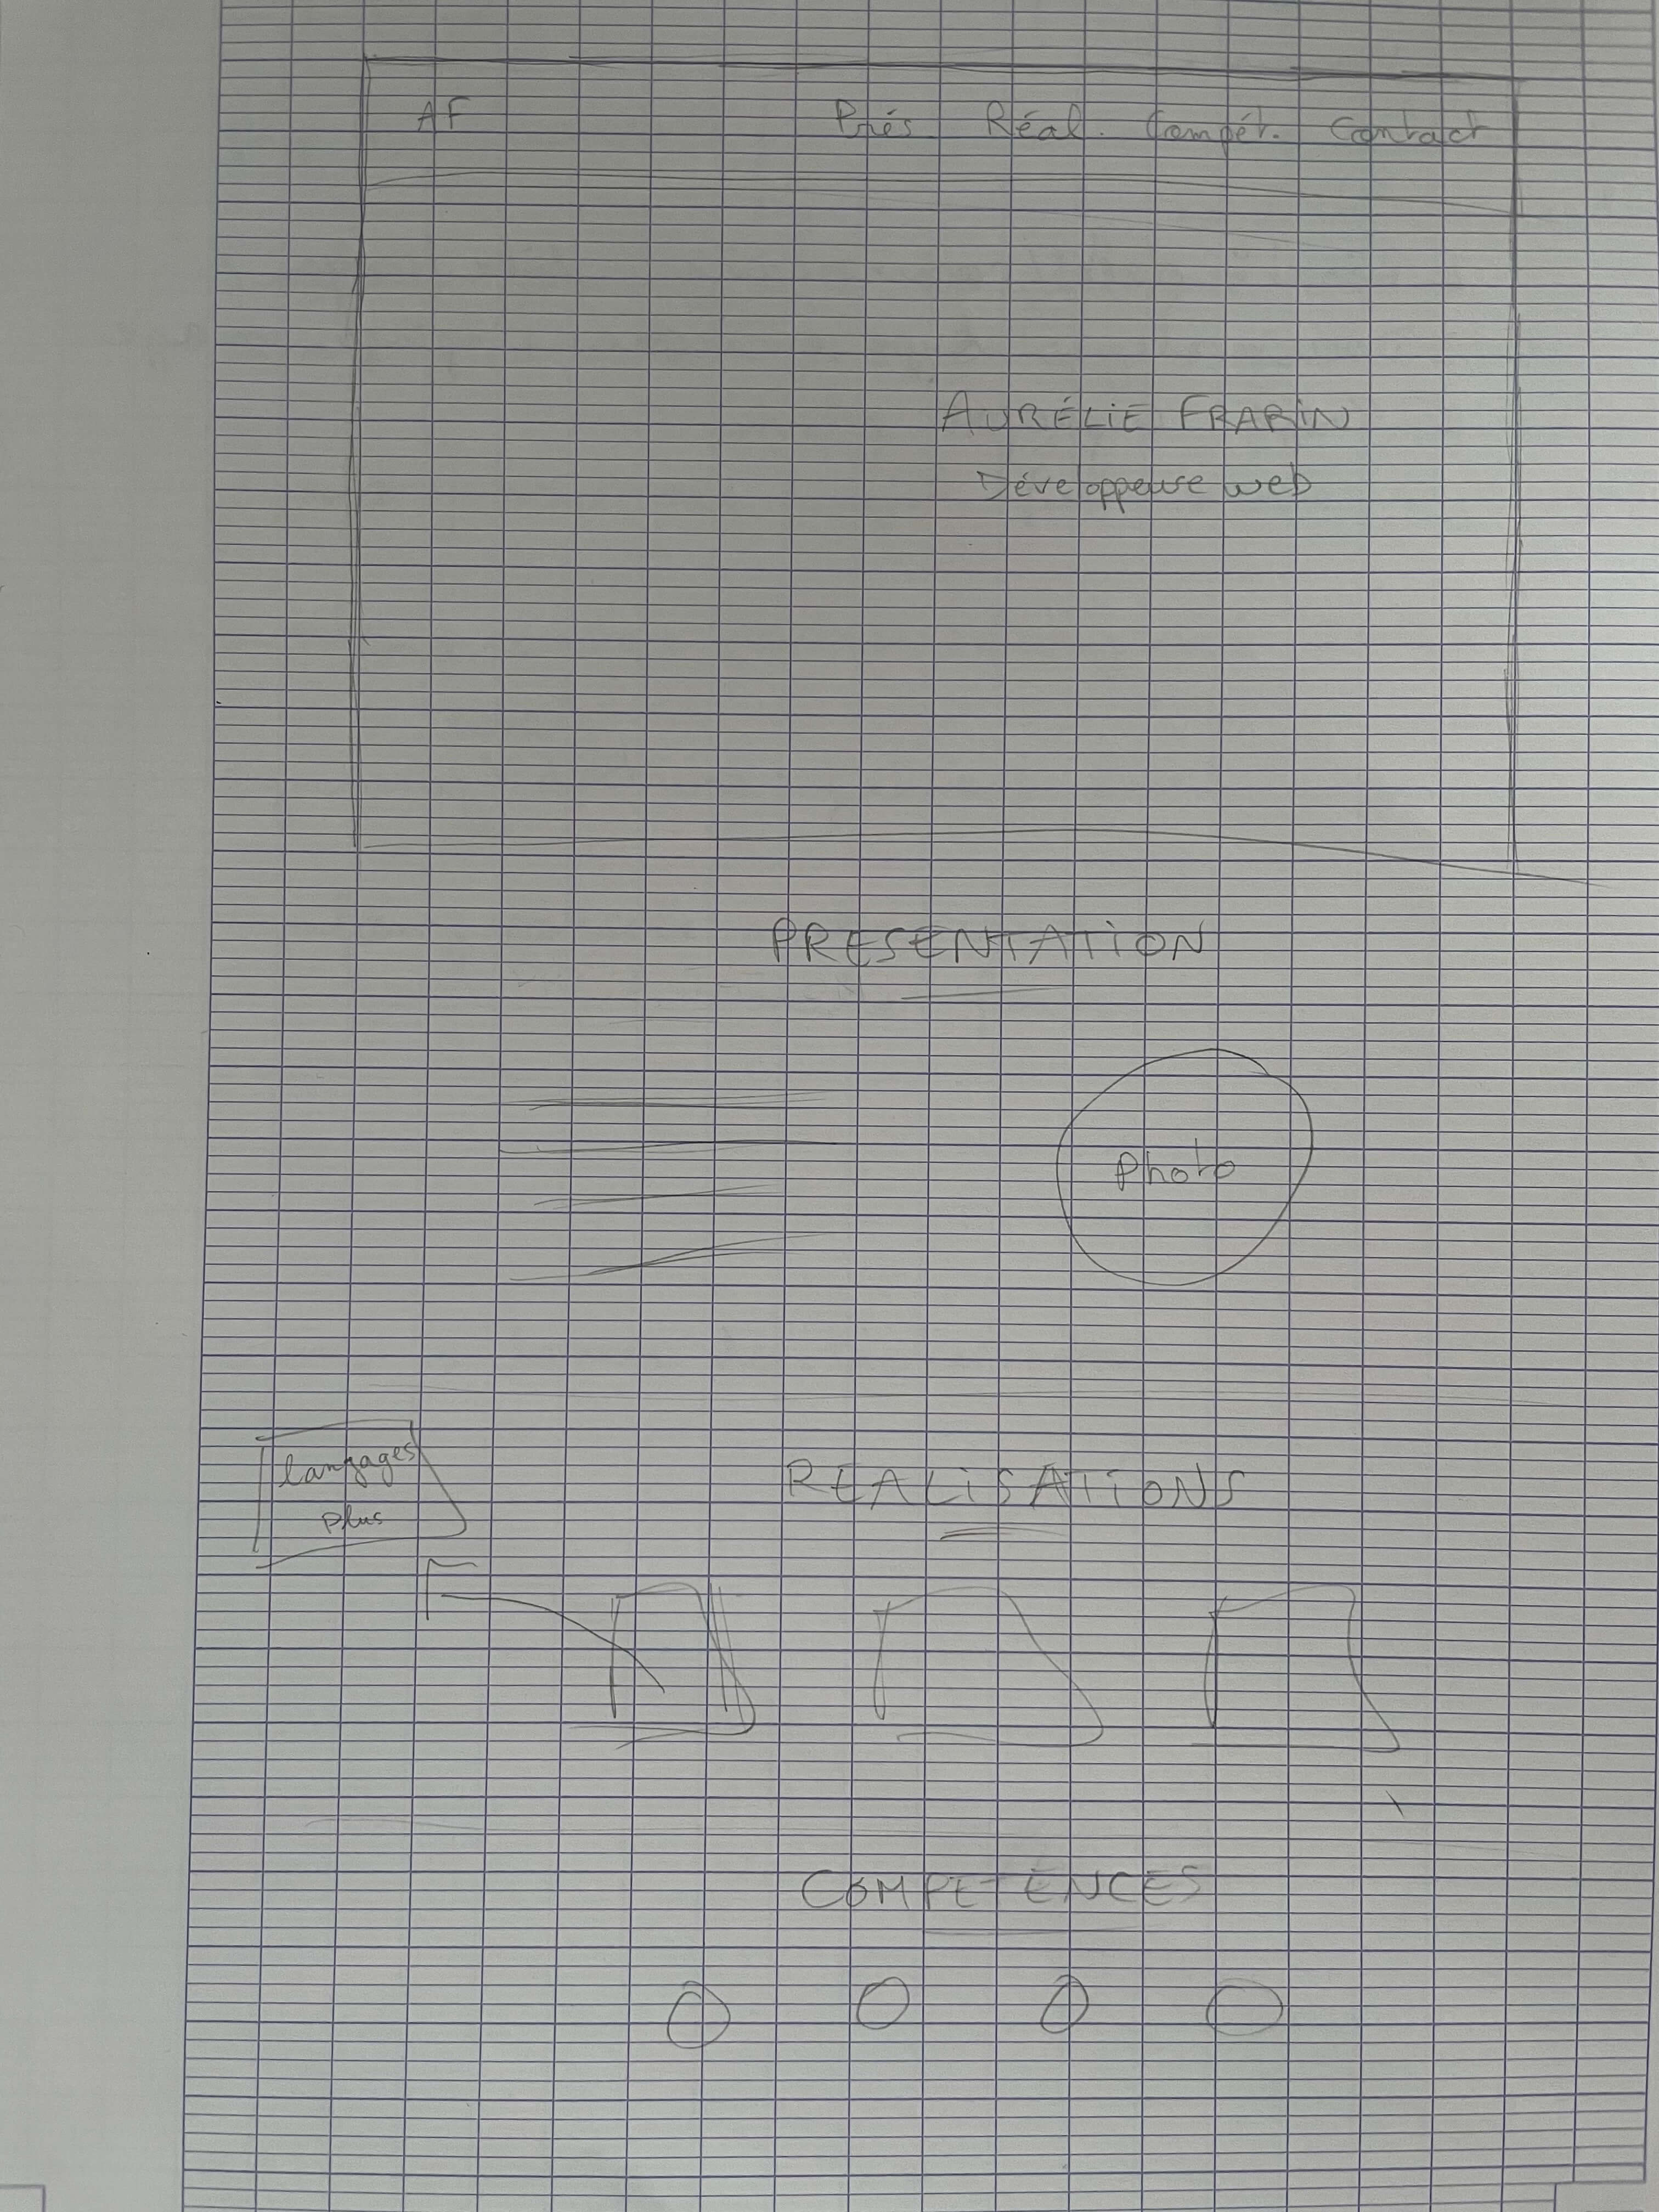 AF Prés Réal. Compét. Contact
AURÉLIE FRARIN
Développeuse web
PRESENTATION
Photo
langages
plus
REALISATIONS
COMPETENCES